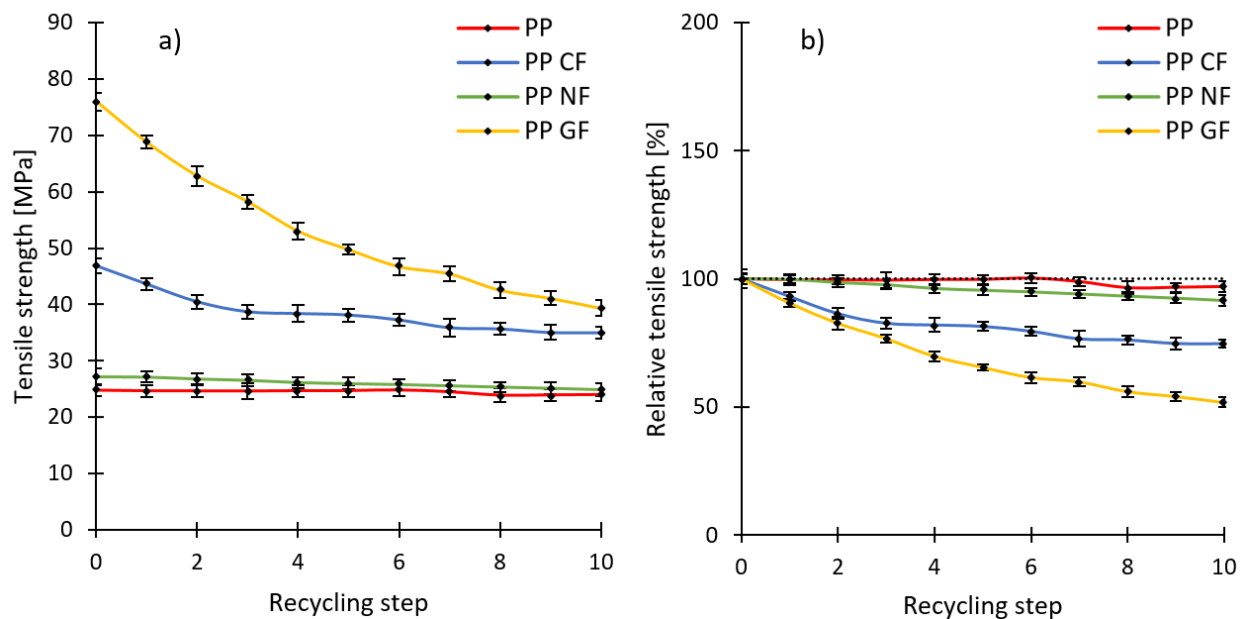 a)
PP
PP CF
PP NF
PP GF
Tensile strength [MPa]
90
80
70
60
50
40
30
20
10
0
0 2 4 6 8 10
Recycling step
b)
PP
PP CF
PP NF
PP GF
Relative tensile strength [%]
200
150
100
50
0
0 2 4 6 8 10
Recycling step